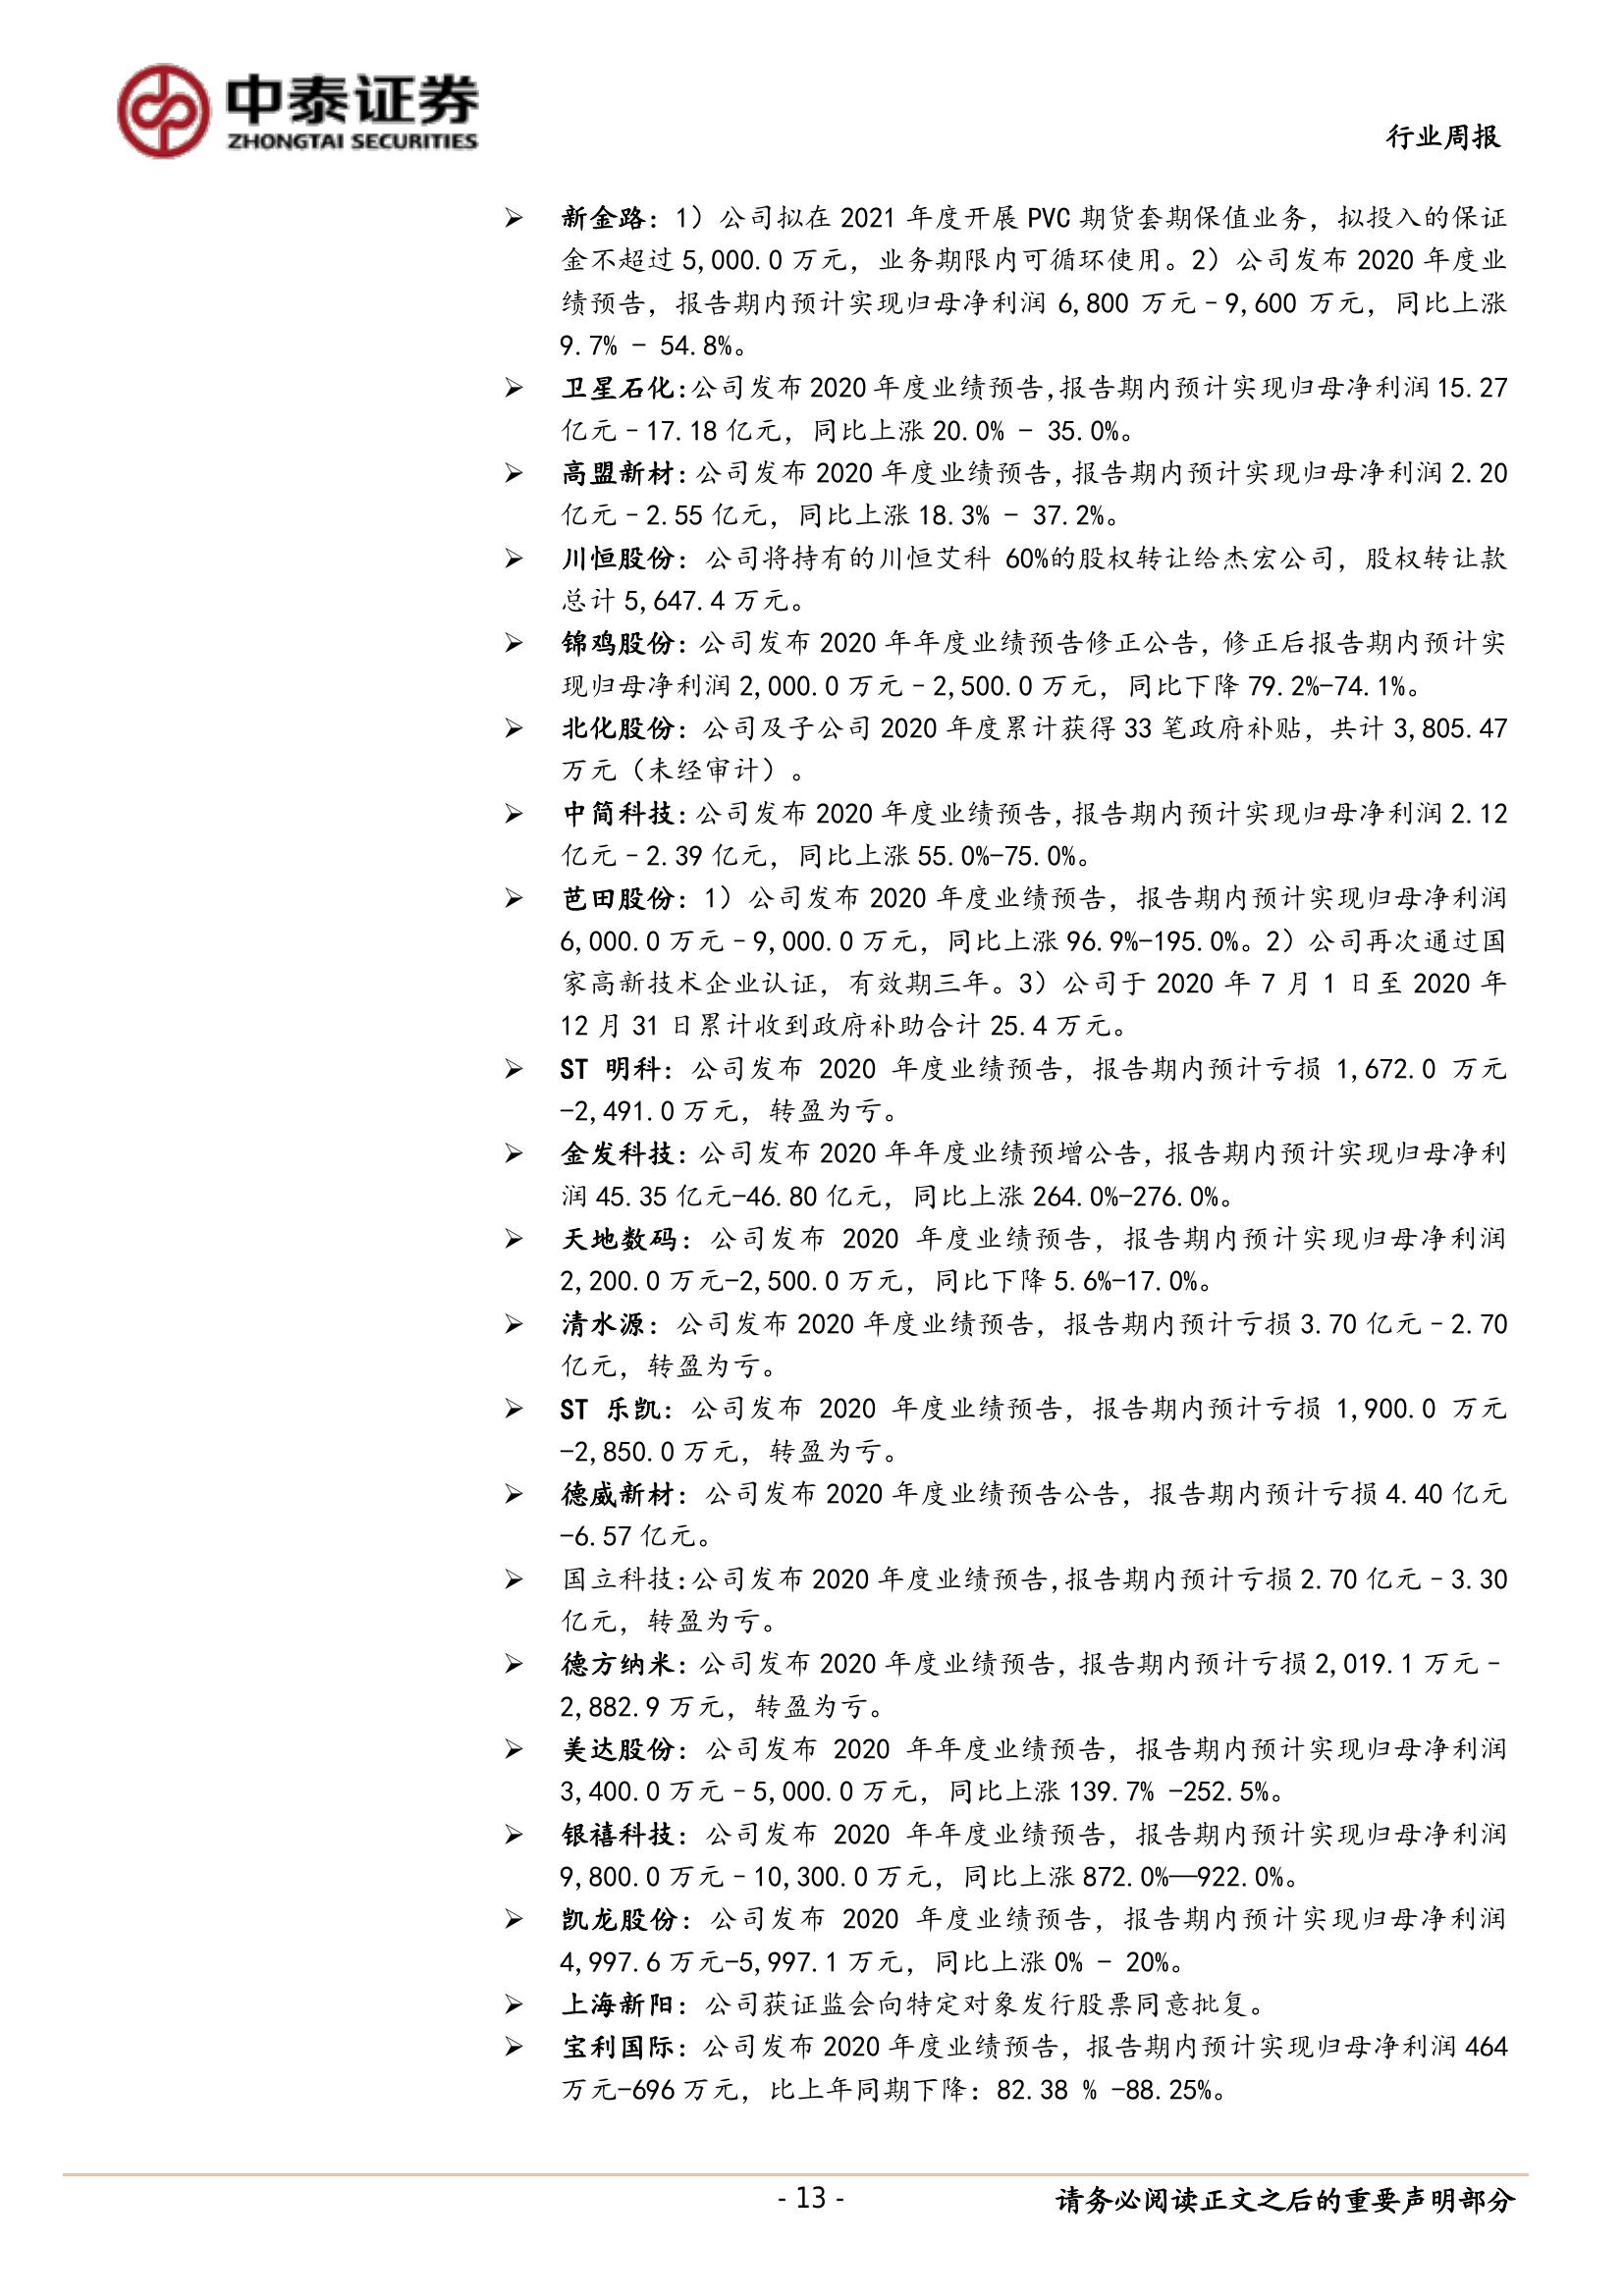 中泰证券
ZHONGTAI SECURITIES
行业周报
➢ 新金路：1）公司拟在 2021 年度开展 PVC 期货套期保值业务，拟投入的保证
金不超过 5,000.0 万元，业务期限内可循环使用。2）公司发布 2020 年度业
绩预告，报告期内预计实现归母净利润 6,800 万元–9,600 万元，同比上涨
9.7% - 54.8%。
➢ 卫星石化：公司发布 2020 年度业绩预告，报告期内预计实现归母净利润 15.27
亿元–17.18 亿元，同比上涨 20.0% - 35.0%。
➢ 高盟新材：公司发布 2020 年度业绩预告，报告期内预计实现归母净利润 2.20
亿元–2.55 亿元，同比上涨 18.3% - 37.2%。
➢ 川恒股份：公司将持有的川恒艾科 60%的股权转让给杰宏公司，股权转让款
总计 5,647.4 万元。
➢ 锦鸡股份：公司发布 2020 年年度业绩预告修正公告，修正后报告期内预计实
现归母净利润 2,000.0 万元–2,500.0 万元，同比下降 79.2%-74.1%。
➢ 北化股份：公司及子公司 2020 年度累计获得 33 笔政府补贴，共计 3,805.47
万元（未经审计）。
➢ 中简科技：公司发布 2020 年度业绩预告，报告期内预计实现归母净利润 2.12
亿元–2.39 亿元，同比上涨 55.0%-75.0%。
➢ 芭田股份：1）公司发布 2020 年度业绩预告，报告期内预计实现归母净利润
6,000.0 万元–9,000.0 万元，同比上涨 96.9%-195.0%。2）公司再次通过国
家高新技术企业认证，有效期三年。3）公司于 2020 年 7 月 1 日至 2020 年
12 月 31 日累计收到政府补助合计 25.4 万元。
➢ ST 明科：公司发布 2020 年度业绩预告，报告期内预计亏损 1,672.0 万元
-2,491.0 万元，转盈为亏。
➢ 金发科技：公司发布 2020 年年度业绩预增公告，报告期内预计实现归母净利
润 45.35 亿元-46.80 亿元，同比上涨 264.0%-276.0%。
➢ 天地数码：公司发布 2020 年度业绩预告，报告期内预计实现归母净利润
2,200.0 万元-2,500.0 万元，同比下降 5.6%-17.0%。
➢ 清水源：公司发布 2020 年度业绩预告，报告期内预计亏损 3.70 亿元–2.70
亿元，转盈为亏。
➢ ST 乐凯：公司发布 2020 年度业绩预告，报告期内预计亏损 1,900.0 万元
-2,850.0 万元，转盈为亏。
➢ 德威新材：公司发布 2020 年度业绩预告公告，报告期内预计亏损 4.40 亿元
-6.57 亿元。
➢ 国立科技：公司发布 2020 年度业绩预告，报告期内预计亏损 2.70 亿元–3.30
亿元，转盈为亏。
➢ 德方纳米：公司发布 2020 年度业绩预告，报告期内预计亏损 2,019.1 万元–
2,882.9 万元，转盈为亏。
➢ 美达股份：公司发布 2020 年年度业绩预告，报告期内预计实现归母净利润
3,400.0 万元–5,000.0 万元，同比上涨 139.7% -252.5%。
➢ 银禧科技：公司发布 2020 年年度业绩预告，报告期内预计实现归母净利润
9,800.0 万元–10,300.0 万元，同比上涨 872.0%—922.0%。
➢ 凯龙股份：公司发布 2020 年度业绩预告，报告期内预计实现归母净利润
4,997.6 万元-5,997.1 万元，同比上涨 0% - 20%。
➢ 上海新阳：公司获证监会向特定对象发行股票同意批复。
➢ 宝利国际：公司发布 2020 年度业绩预告，报告期内预计实现归母净利润 464
万元-696 万元，比上年同期下降：82.38 % -88.25%。
- 13 -
请务必阅读正文之后的重要声明部分